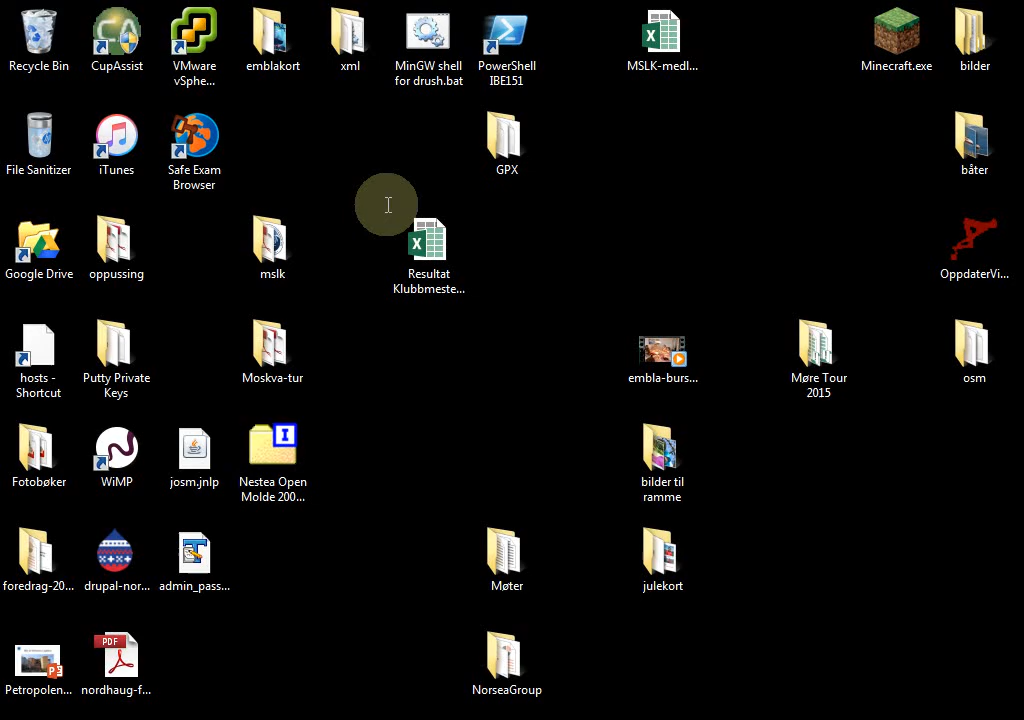 Recycle Bin
CupAssist
VMware
vSphe...
emblakort
xml
MinGW shell
for drush.bat
PowerShell
IBE151
MSLK-medl...
Minecraft.exe
bilder
File Sanitizer
iTunes
Safe Exam
Browser
GPX
båter
Google Drive
oppussing
mslk
Resultat
Klubbmeste...
OppdaterVi...
hosts -
Shortcut
Putty Private
Keys
Moskva-tur
embla-burs...
Møre Tour
2015
osm
Fotobøker
WiMP
josm.jnlp
Nestea Open
Molde 200...
bilder til
ramme
foredrag-20...
drupal-nor...
admin_pass...
Møter
julekort
PDF
Petropolen...
nordhaug-f...
NorseaGroup